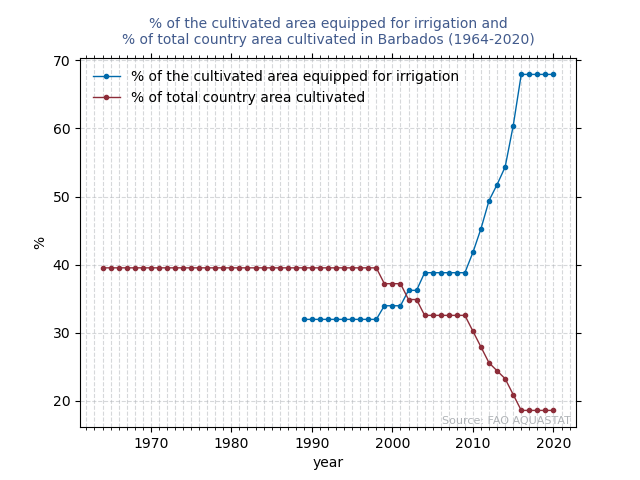 % of the cultivated area equipped for irrigation and
% of total country area cultivated in Barbados (1964-2020)
70
60
50
40
30
20
%
% of the cultivated area equipped for irrigation
% of total country area cultivated
Source: FAO AQUASTAT
1970
1980
1990
2000
2010
2020
year